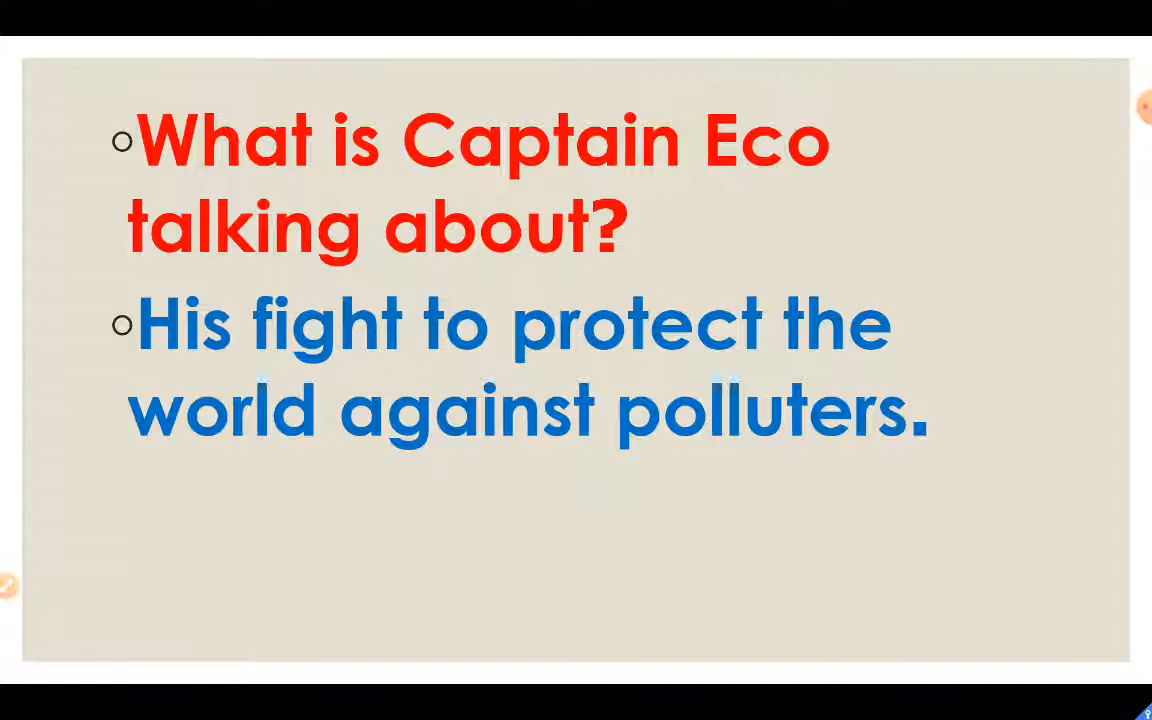 ◦What is Captain Eco
talking about?
◦His fight to protect the
world against polluters.